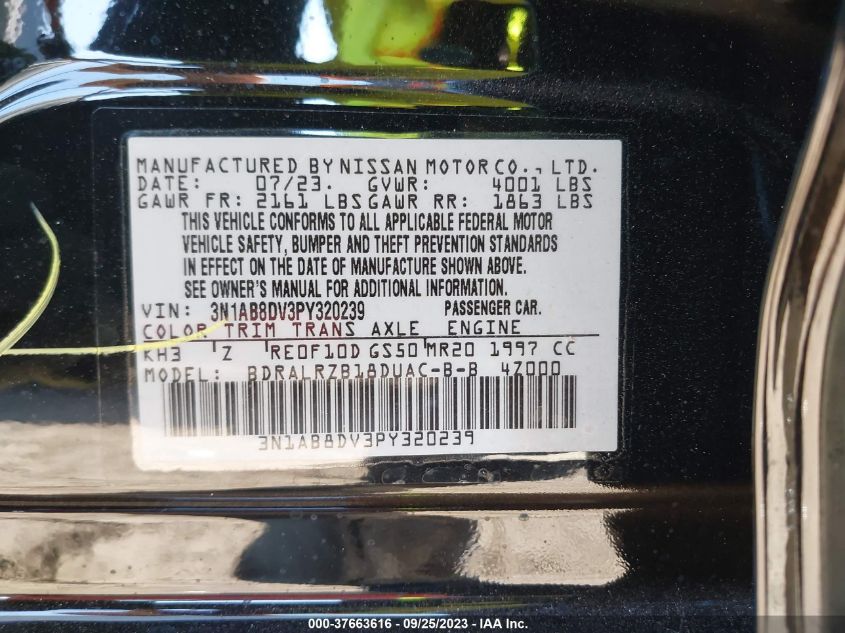 MANUFACTURED BY NISSAN MOTOR CO., LTD.
DATE: 07/23. GVWR: 4001 LBS
GAWR FR: 2161 LBS GAWR RR: 1863 LBS
THIS VEHICLE CONFORMS TO ALL APPLICABLE FEDERAL MOTOR
VEHICLE SAFETY, BUMPER AND THEFT PREVENTION STANDARDS
IN EFFECT ON THE DATE OF MANUFACTURE SHOWN ABOVE.
SEE OWNER'S MANUAL FOR ADDITIONAL INFORMATION.
VIN: 3N1AB8DV3PY320239 PASSENGER CAR.
COLOR TRIM TRANS AXLE ENGINE
KH3 Z RE0F10D GS50 MR20 1997 CC
MODEL: BDRALRZB18DUAC-B-B 4Z000
3N1AB8DV3PY320239
000-37663616 - 09/25/2023 - IAA Inc.